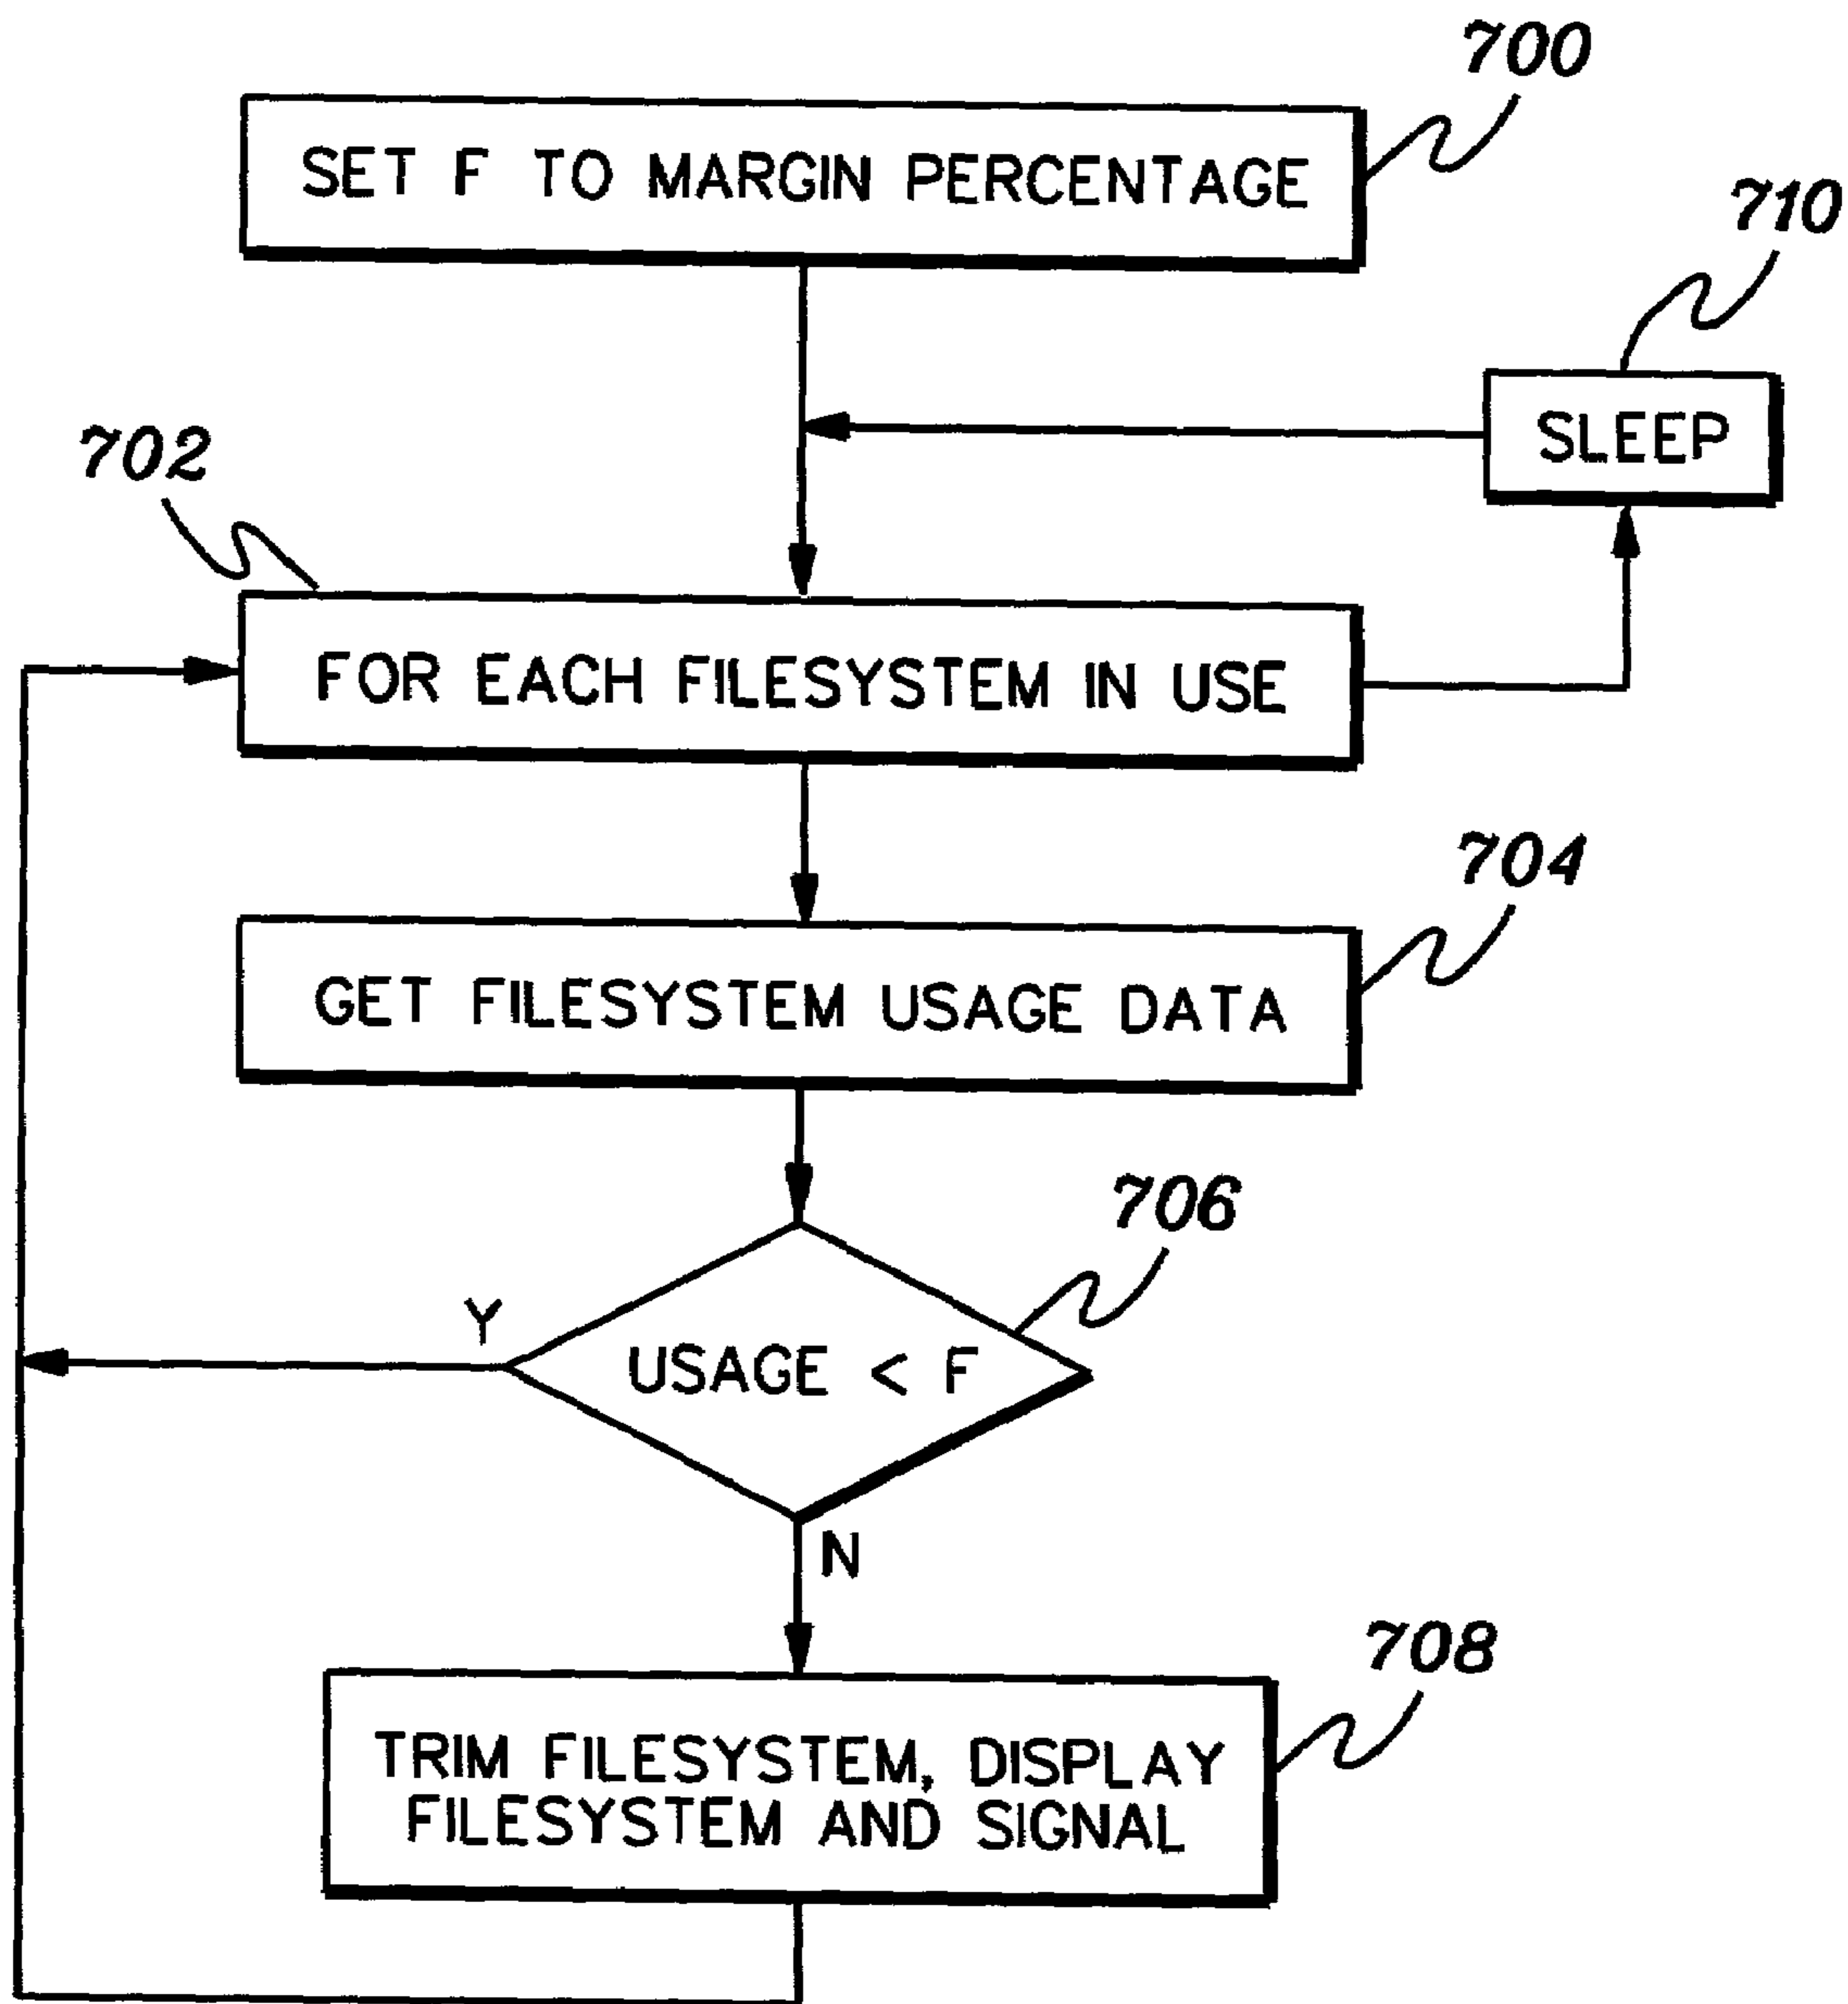 700
SET F TO MARGIN PERCENTAGE
710
SLEEP
702
FOR EACH FILESYSTEM IN USE
704
GET FILESYSTEM USAGE DATA
706
Y
USAGE < F
N
708
TRIM FILESYSTEM, DISPLAY
FILESYSTEM AND SIGNAL